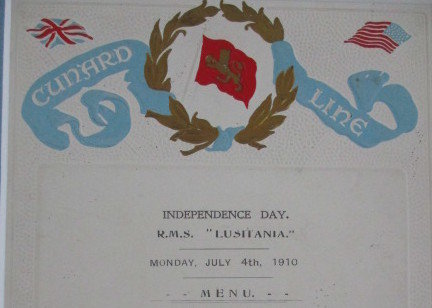 CUNARD
LINE
INDEPENDENCE DAY.
R.M.S. "LUSITANIA."
MONDAY, JULY 4th, 1910
- - MENU. - -